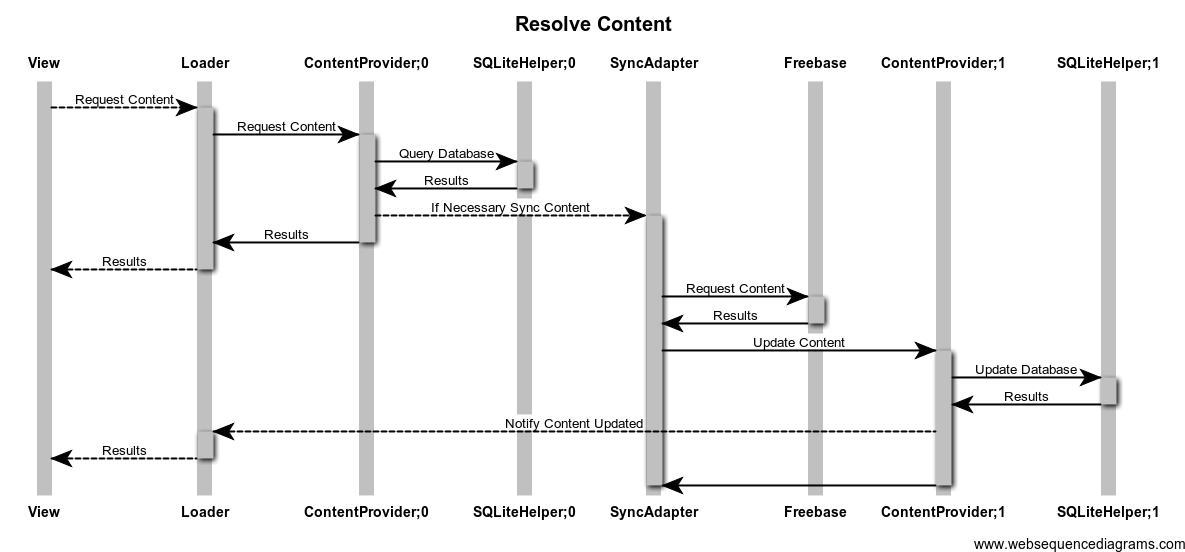 Resolve Content
View Loader ContentProvider;0 SQLiteHelper;0 SyncAdapter Freebase ContentProvider;1 SQLiteHelper;1
Request Content
Request Content
Query Database
Results
If Necessary Sync Content
Results
Results
Request Content
Results
Update Content
Update Database
Results
Notify Content Updated
Results
View Loader ContentProvider;0 SQLiteHelper;0 SyncAdapter Freebase ContentProvider;1 SQLiteHelper;1
www.websequencediagrams.com